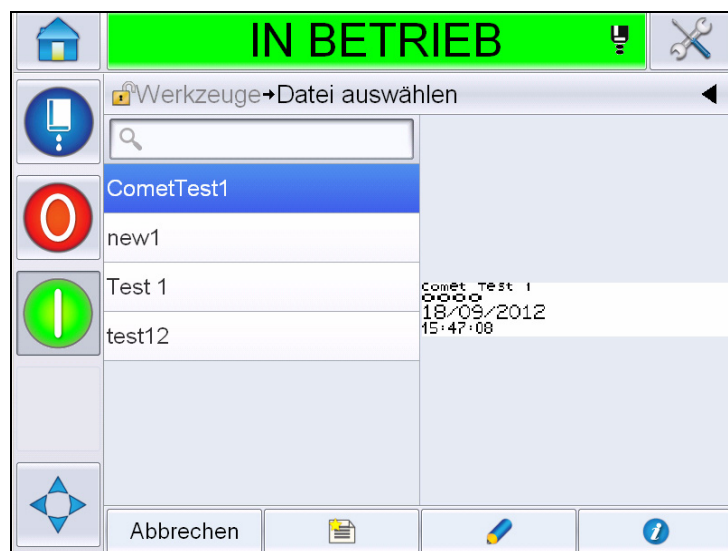 IN BETRIEB
Werkzeuge→Datei auswählen
CometTest1
new1
Test 1
test12
Comet Test 1
0000
18/09/2012
15:47:08
Abbrechen